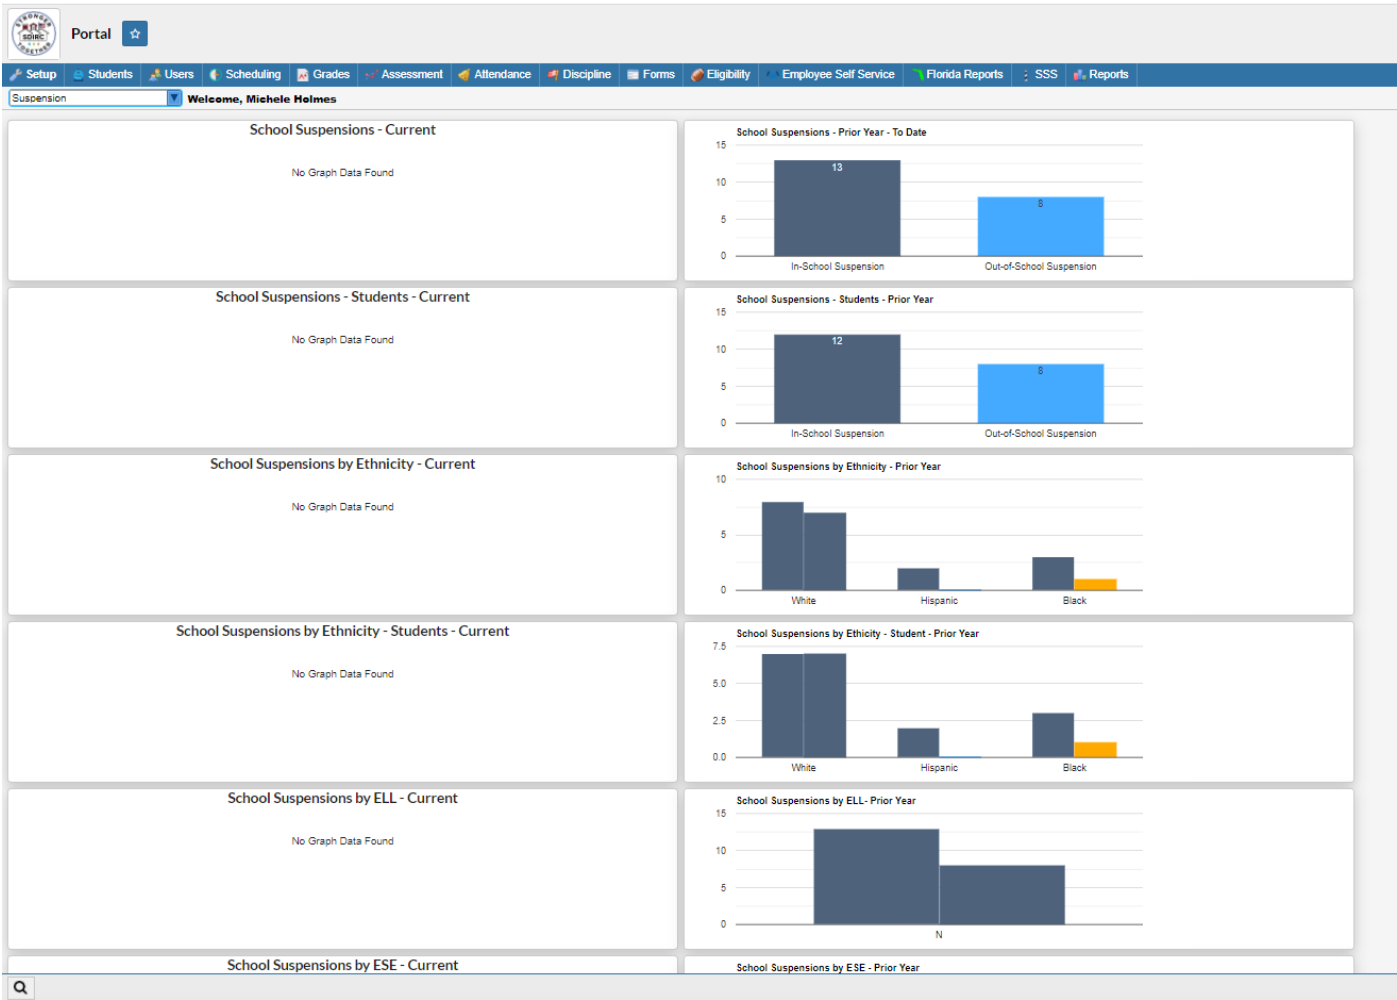 STRONGER
SDIRC
TOGETHER
Portal
Setup Students Users Scheduling Grades Assessment Attendance Discipline Forms Eligibility Employee Self Service Florida Reports SSS Reports
Suspension Welcome, Michele Holmes
School Suspensions - Current
No Graph Data Found
School Suspensions - Prior Year - To Date
15
10
5
0
13
8
In-School Suspension Out-of-School Suspension
School Suspensions - Students - Current
No Graph Data Found
School Suspensions - Students - Prior Year
15
10
5
0
12
8
In-School Suspension Out-of-School Suspension
School Suspensions by Ethnicity - Current
No Graph Data Found
School Suspensions by Ethnicity - Prior Year
10
5
0
White Hispanic Black
School Suspensions by Ethnicity - Students - Current
No Graph Data Found
School Suspensions by Ethicity - Student - Prior Year
7.5
5.0
2.5
0.0
White Hispanic Black
School Suspensions by ELL - Current
No Graph Data Found
School Suspensions by ELL- Prior Year
15
10
5
0
N
School Suspensions by ESE - Current
School Suspensions by ESE - Prior Year